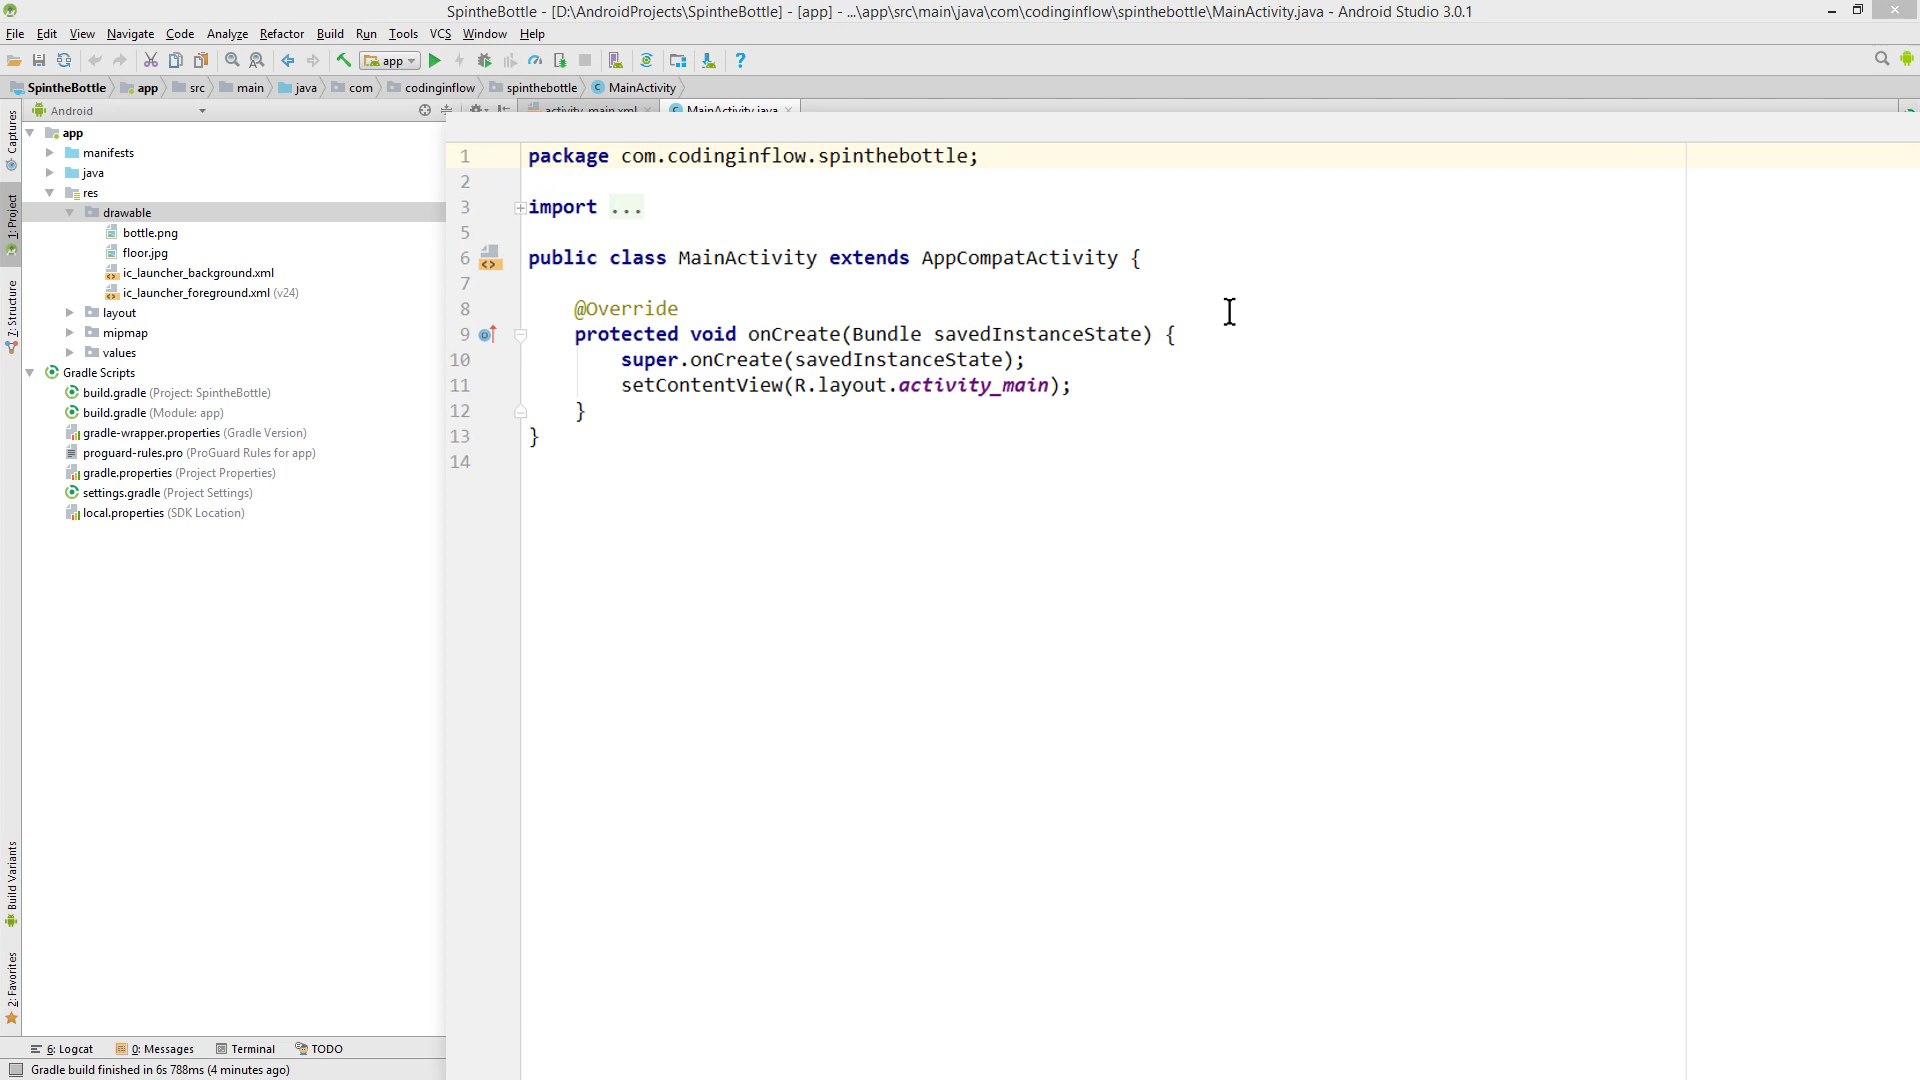 SpintheBottle - [D:\AndroidProjects\SpintheBottle] - [app] - ...\app\src\main\java\com\codinginflow\spinthebottle\MainActivity.java - Android Studio 3.0.1
File Edit View Navigate Code Analyze Refactor Build Run Tools VCS Window Help
app
SpintheBottle app src main java com codinginflow spinthebottle MainActivity
Android
activity_main.xml MainActivity.java
Captures
1: Project
7: Structure
Build Variants
2: Favorites
app
manifests
java
res
drawable
bottle.png
floor.jpg
ic_launcher_background.xml
ic_launcher_foreground.xml (v24)
layout
mipmap
values
Gradle Scripts
build.gradle (Project: SpintheBottle)
build.gradle (Module: app)
gradle-wrapper.properties (Gradle Version)
proguard-rules.pro (ProGuard Rules for app)
gradle.properties (Project Properties)
settings.gradle (Project Settings)
local.properties (SDK Location)
1 package com.codinginflow.spinthebottle;
2
3 import ...
5
6 public class MainActivity extends AppCompatActivity {
7
8 @Override
9 protected void onCreate(Bundle savedInstanceState) {
10 super.onCreate(savedInstanceState);
11 setContentView(R.layout.activity_main);
12 }
13 }
14
6: Logcat 0: Messages Terminal TODO
Gradle build finished in 6s 788ms (4 minutes ago)